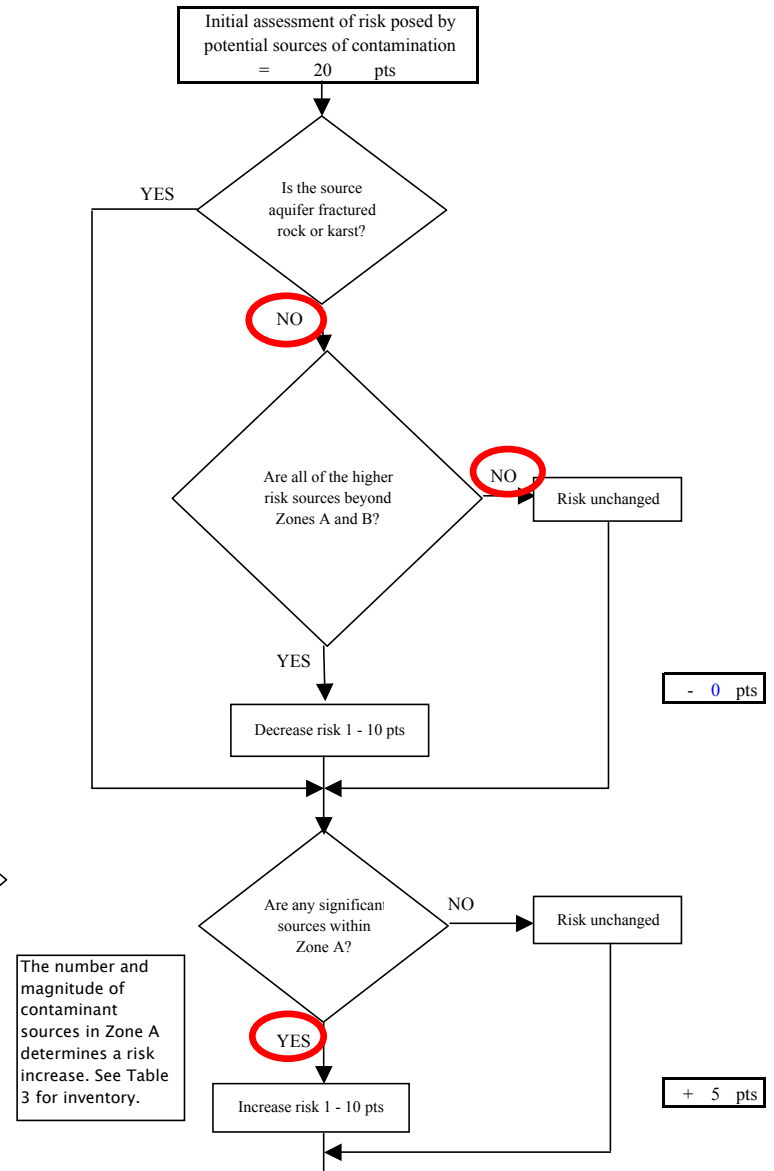 Initial assessment of risk posed by
potential sources of contamination
= 20 pts
YES
Is the source
aquifer fractured
rock or karst?
NO
Are all of the higher
risk sources beyond
Zones A and B?
NO
Risk unchanged
YES
- 0 pts
Decrease risk 1 - 10 pts
Are any significant
sources within
Zone A?
NO
Risk unchanged
The number and
magnitude of
contaminant
sources in Zone A
determines a risk
increase. See Table
3 for inventory.
YES
Increase risk 1 - 10 pts
+ 5 pts